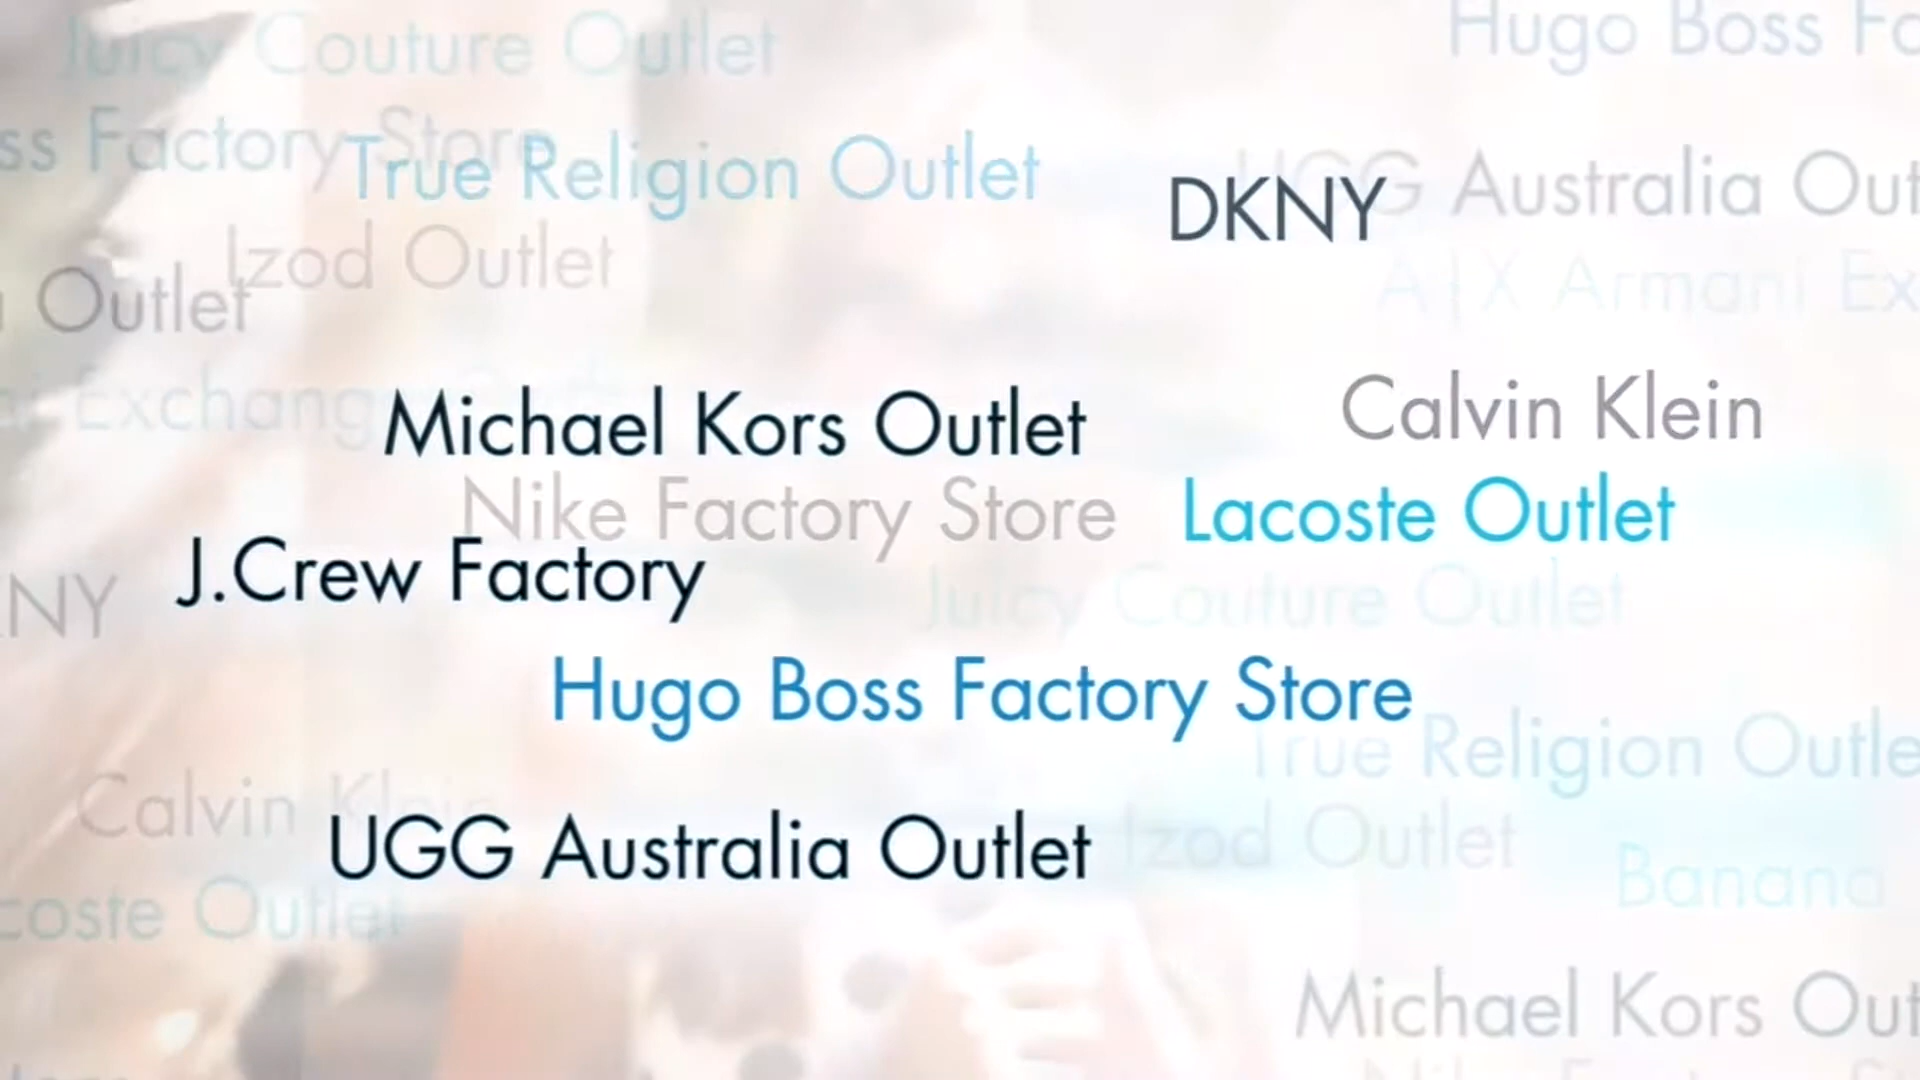 Juicy Couture Outlet
Hugo Boss Fa
ss Factory Store
True Religion Outlet
UGG Australia Out
DKNY
Izod Outlet
Outlet
A|X Armani Ex
Exchang
Michael Kors Outlet
Calvin Klein
Nike Factory Store
Lacoste Outlet
J.Crew Factory
NY
Juicy Couture Outlet
Hugo Boss Factory Store
True Religion Outle
Calvin Klein
UGG Australia Outlet
Izod Outlet
Banana
coste Outlet
Michael Kors Out